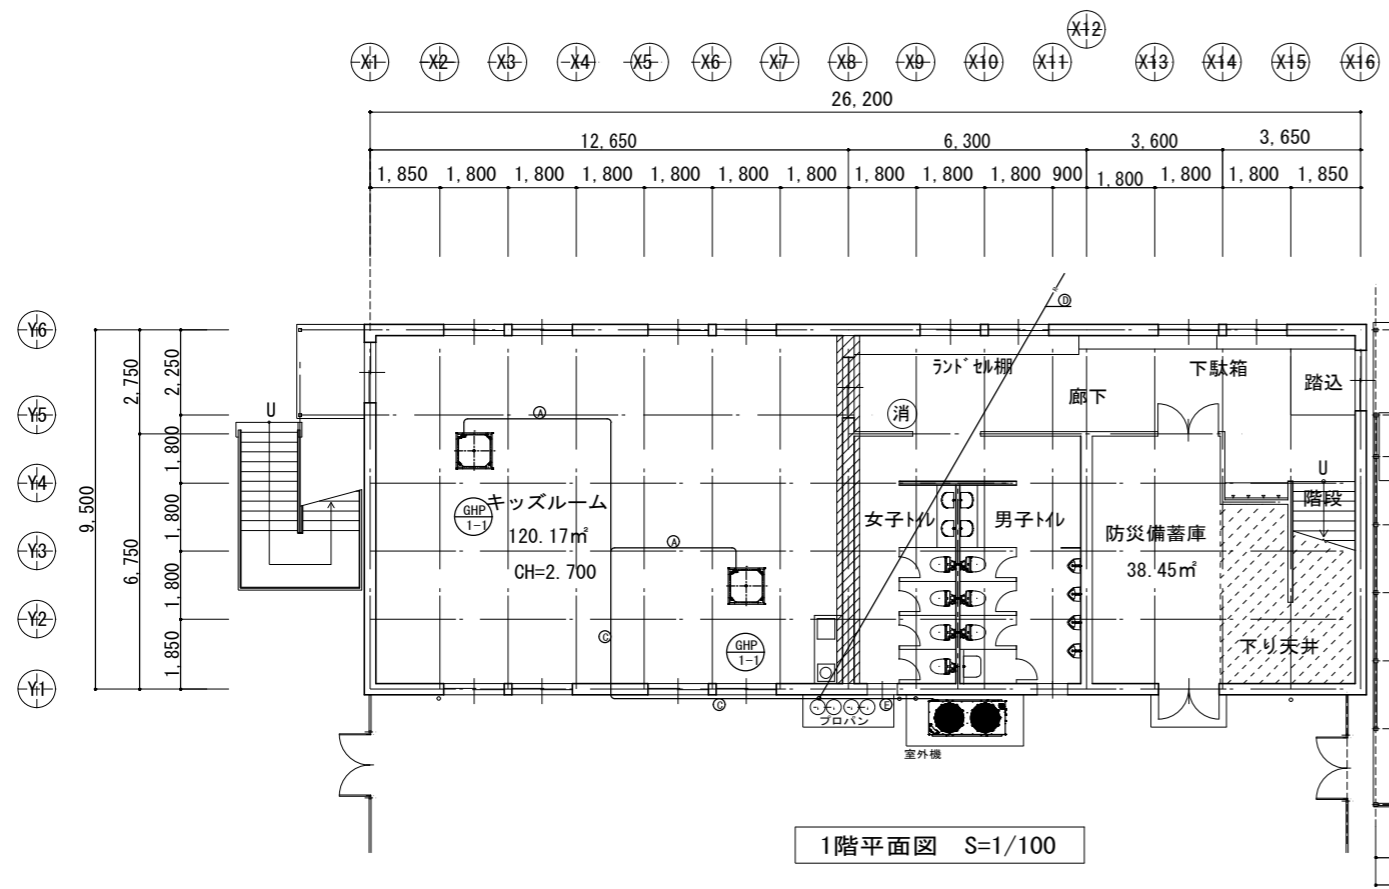 X12
X1 X2 X3 X4 X5 X6 X7 X8 X9 X10 X11 X13 X14 X15 X16
26,200
12,650 6,300 3,600 3,650
1,850 1,800 1,800 1,800 1,800 1,800 1,800 1,800 1,800 1,800 900 1,800 1,800 1,800 1,850
Y6
Y5
Y4
Y3
Y2
Y1
9,500
2,750
6,750
2,250
1,800
1,800
1,800
1,850
U
D
ランドセル棚
下駄箱
踏込
廊下
消
A
U
階段
キッズルーム
120.17㎡
CH=2.700
GHP
1-1
A
女子トイル
男子トイル
防災備蓄庫
38.45㎡
C
GHP
1-1
下り天井
C
E
プロパン
室外機
1階平面図 S=1/100